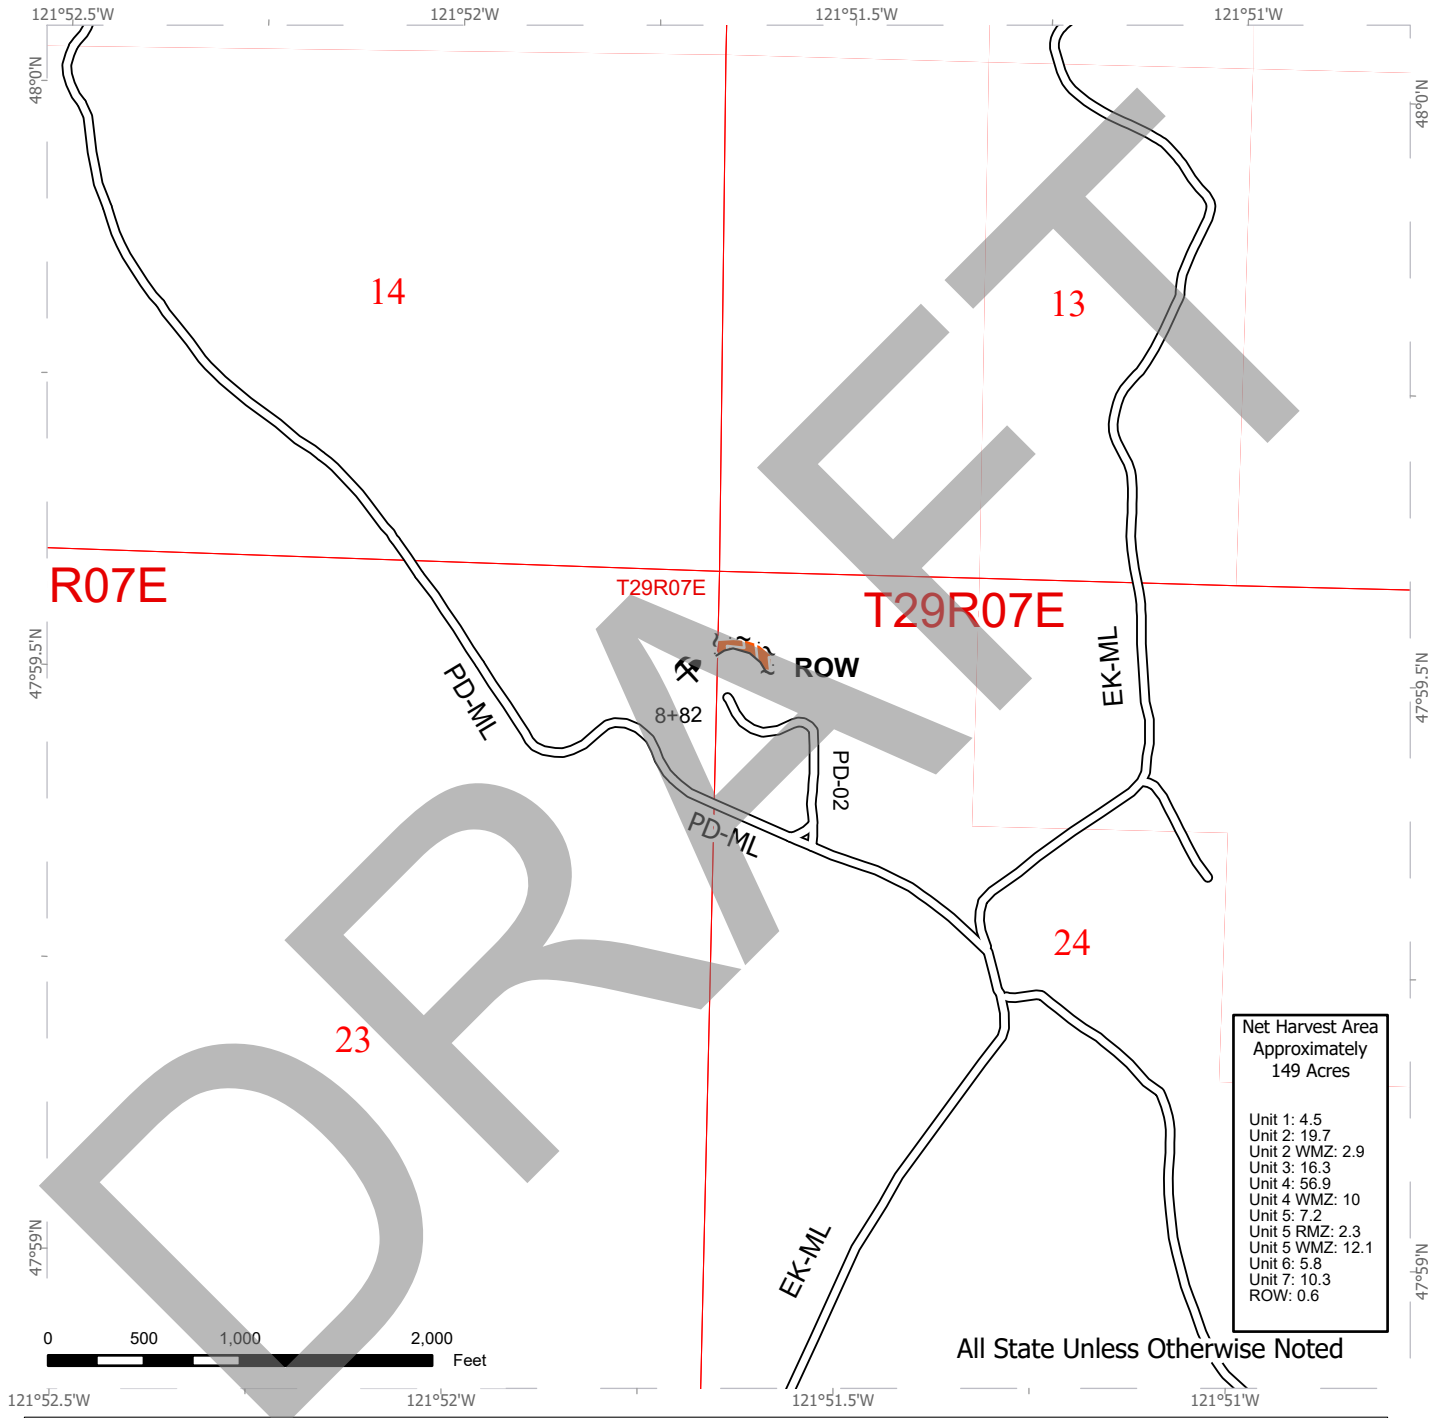 121°52.5'W 121°52'W 121°51.5'W 121°51'W
48°0'N
48°0'N
14
13
R07E
T29R07E
T29R07E
ROW
47°59.5'N
47°59.5'N
PD-ML
EK-ML
8+82
PD-02
PD-ML
24
23
DRAFT
Net Harvest Area
Approximately
149 Acres
Unit 1: 4.5
Unit 2: 19.7
Unit 2 WMZ: 2.9
Unit 3: 16.3
Unit 4: 56.9
Unit 4 WMZ: 10
Unit 5: 7.2
Unit 5 RMZ: 2.3
Unit 5 WMZ: 12.1
Unit 6: 5.8
Unit 7: 10.3
ROW: 0.6
47°59'N
47°59'N
EK-ML
0 500 1,000 2,000
Feet
All State Unless Otherwise Noted
121°52.5'W 121°52'W 121°51.5'W 121°51'W